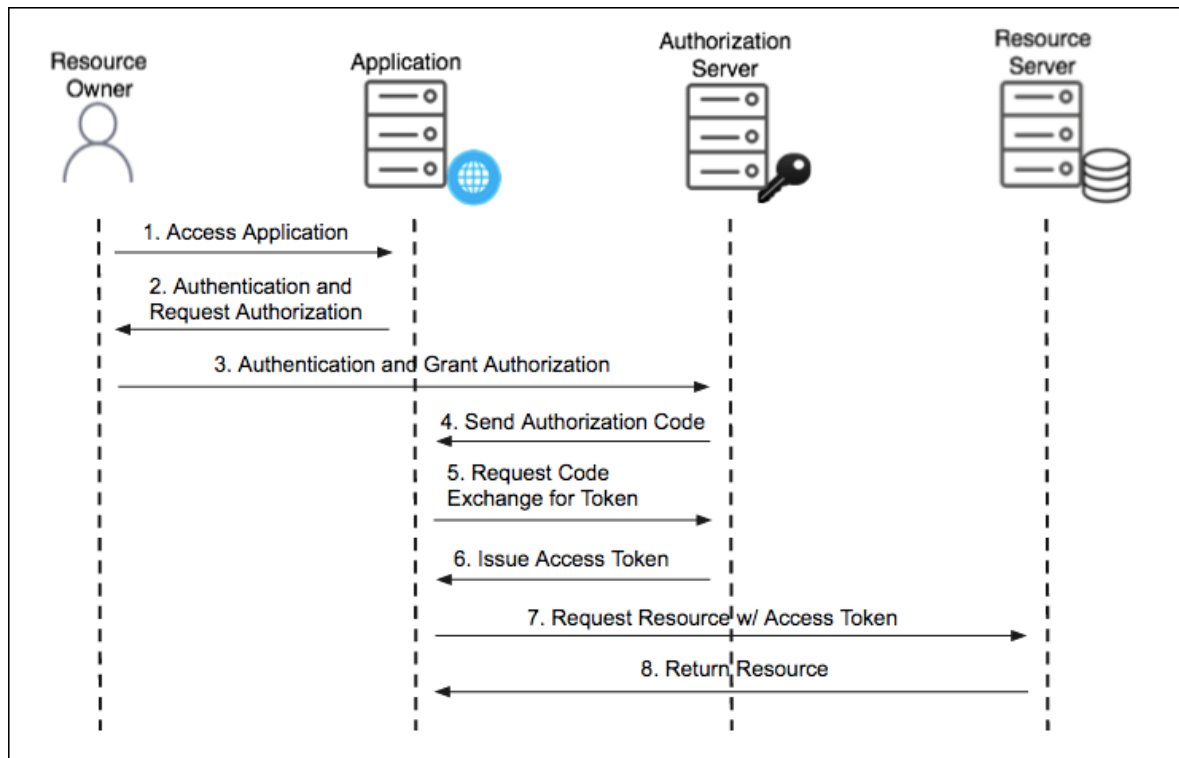 Resource
Owner
Application
Authorization
Server
Resource
Server
1. Access Application
2. Authentication and
Request Authorization
3. Authentication and Grant Authorization
4. Send Authorization Code
5. Request Code
Exchange for Token
6. Issue Access Token
7. Request Resource w/ Access Token
8. Return Resource